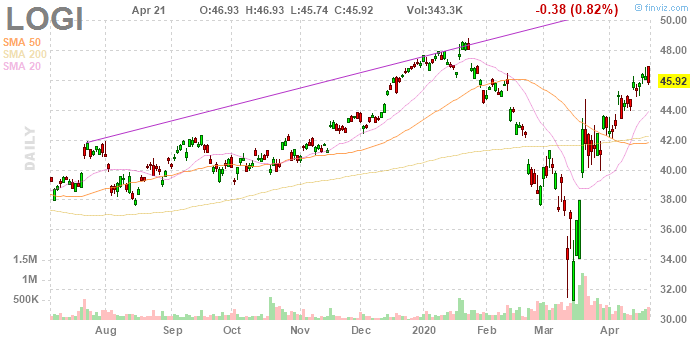 LOGI Apr 21 O:46.93 H:46.93 L:45.74 C:45.92 Vol:343.3K -0.38 (0.82%) © finviz.com
SMA 50
SMA 200
SMA 20
DAILY
50.00
48.00
46.00
45.92
44.00
42.00
40.00
38.00
36.00
34.00
32.00
30.00
1.5M
1M
500K
Aug Sep Oct Nov Dec 2020 Feb Mar Apr